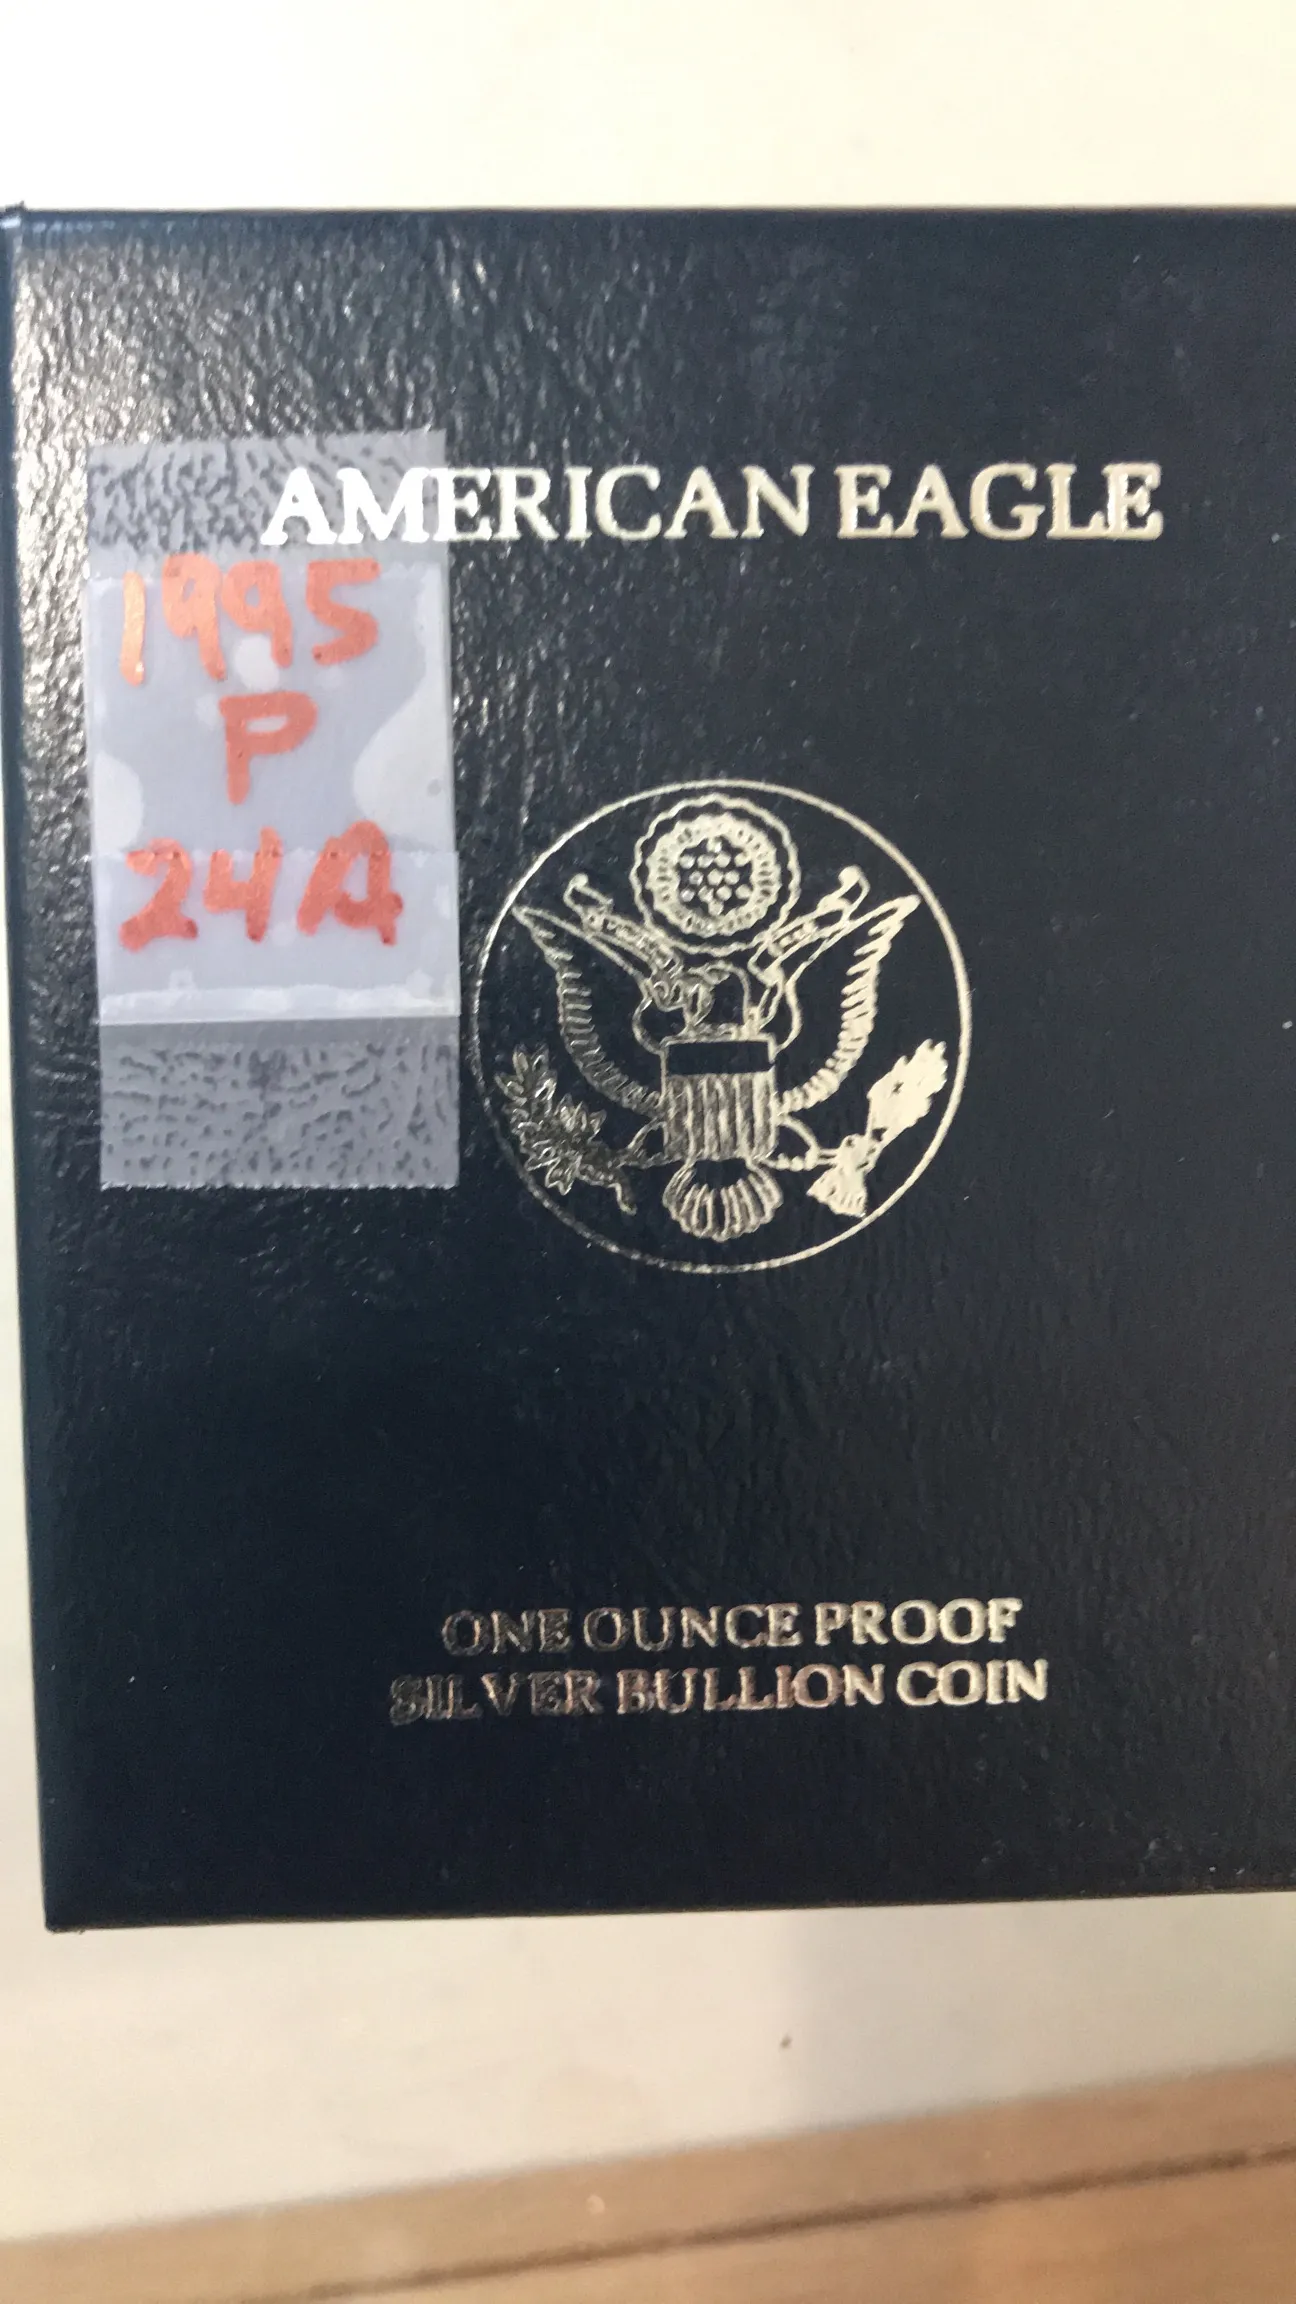 AMERICAN EAGLE
1995
P
24A
ONE OUNCE PROOF
SILVER BULLION COIN